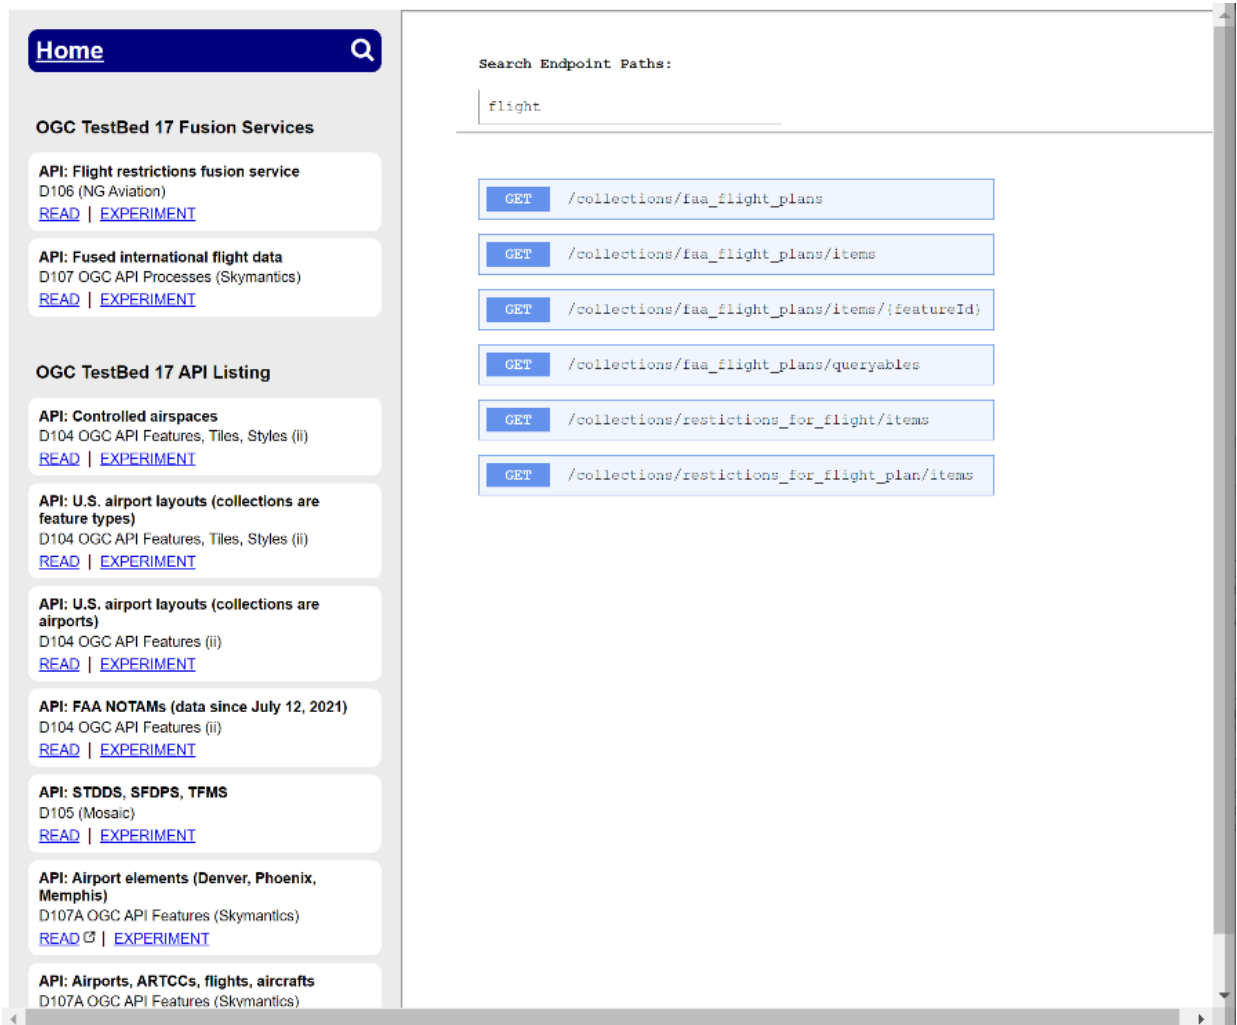 Home
OGC TestBed 17 Fusion Services
API: Flight restrictions fusion service
D106 (NG Aviation)
READ | EXPERIMENT
API: Fused international flight data
D107 OGC API Processes (Skymantics)
READ | EXPERIMENT
OGC TestBed 17 API Listing
API: Controlled airspaces
D104 OGC API Features, Tiles, Styles (ii)
READ | EXPERIMENT
API: U.S. airport layouts (collections are
feature types)
D104 OGC API Features, Tiles, Styles (ii)
READ | EXPERIMENT
API: U.S. airport layouts (collections are
airports)
D104 OGC API Features (ii)
READ | EXPERIMENT
API: FAA NOTAMs (data since July 12, 2021)
D104 OGC API Features (ii)
READ | EXPERIMENT
API: STDDS, SFDPS, TFMS
D105 (Mosaic)
READ | EXPERIMENT
API: Airport elements (Denver, Phoenix,
Memphis)
D107A OGC API Features (Skymantics)
READ | EXPERIMENT
API: Airports, ARTCCs, flights, aircrafts
D107A OGC API Features (Skymantics)
Search Endpoint Paths:
flight
GET /collections/faa_flight_plans
GET /collections/faa_flight_plans/items
GET /collections/faa_flight_plans/items/{featureId}
GET /collections/faa_flight_plans/queryables
GET /collections/restictions_for_flight/items
GET /collections/restictions_for_flight_plan/items